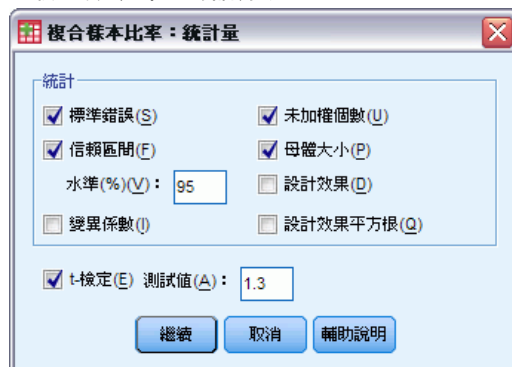 複合樣本比率：統計量
統計
標準錯誤(S)
未加權個數(U)
信賴區間(F)
母體大小(P)
水準(%)(V)： 95
設計效果(D)
變異係數(I)
設計效果平方根(Q)
t-檢定(E) 測試值(A)： 1.3
繼續 取消 輔助說明